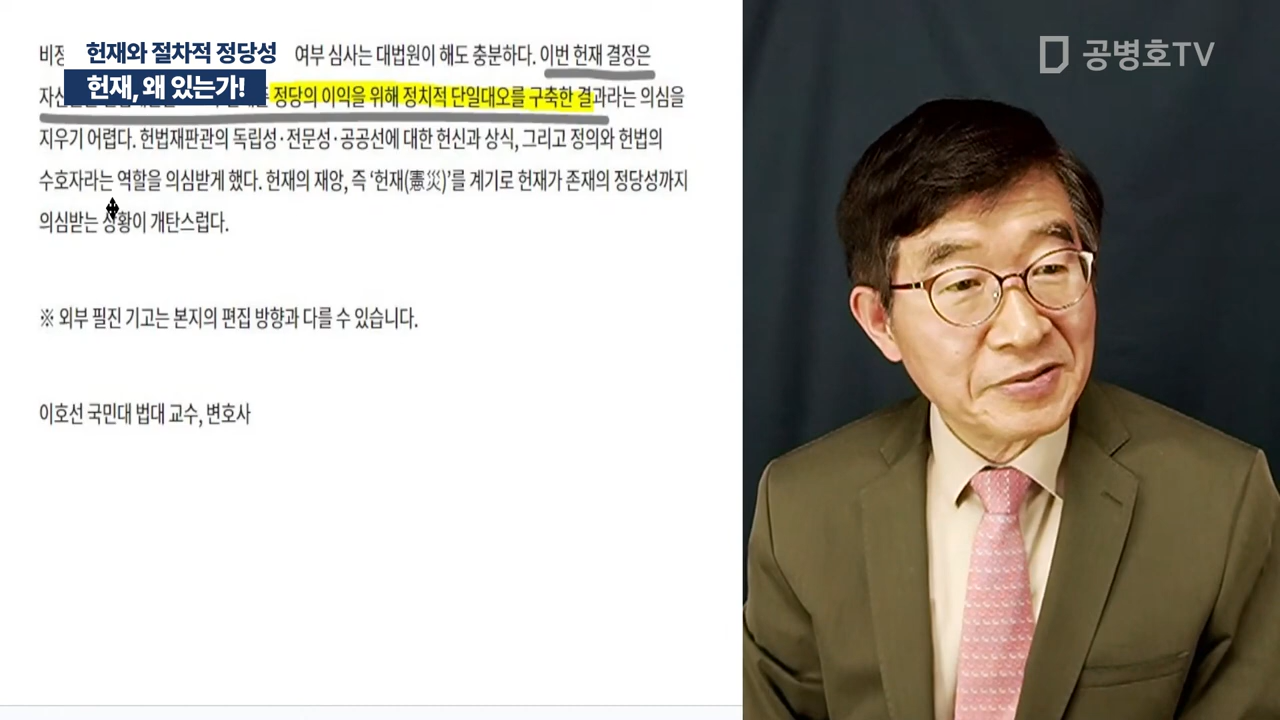 헌재와 절차적 정당성
헌재, 왜 있는가!
공병호TV
여부 심사는 대법원이 해도 충분하다. 이번 헌재 결정은
정당의 이익을 위해 정치적 단일대오를 구축한 결과라는 의심을
지우기 어렵다. 헌법재판관의 독립성·전문성·공공선에 대한 헌신과 상식, 그리고 정의와 헌법의
수호자라는 역할을 의심받게 했다. 헌재의 재앙, 즉 ‘헌재(憲災)’를 계기로 헌재가 존재의 정당성까지
의심받는 상황이 개탄스럽다.
※ 외부 필진 기고는 본지의 편집 방향과 다를 수 있습니다.
이호선 국민대 법대 교수, 변호사